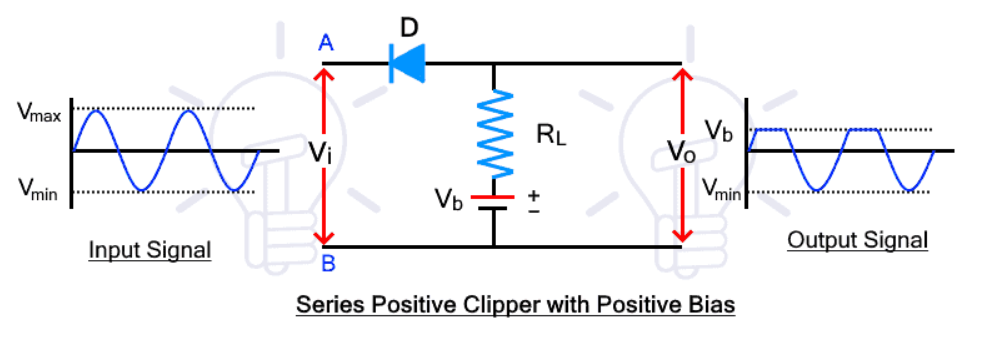 A
D
Vmax
Vmin
Input Signal
Vi
RL
Vb
+
−
Vo
B
Vb
Vmin
Output Signal
Series Positive Clipper with Positive Bias